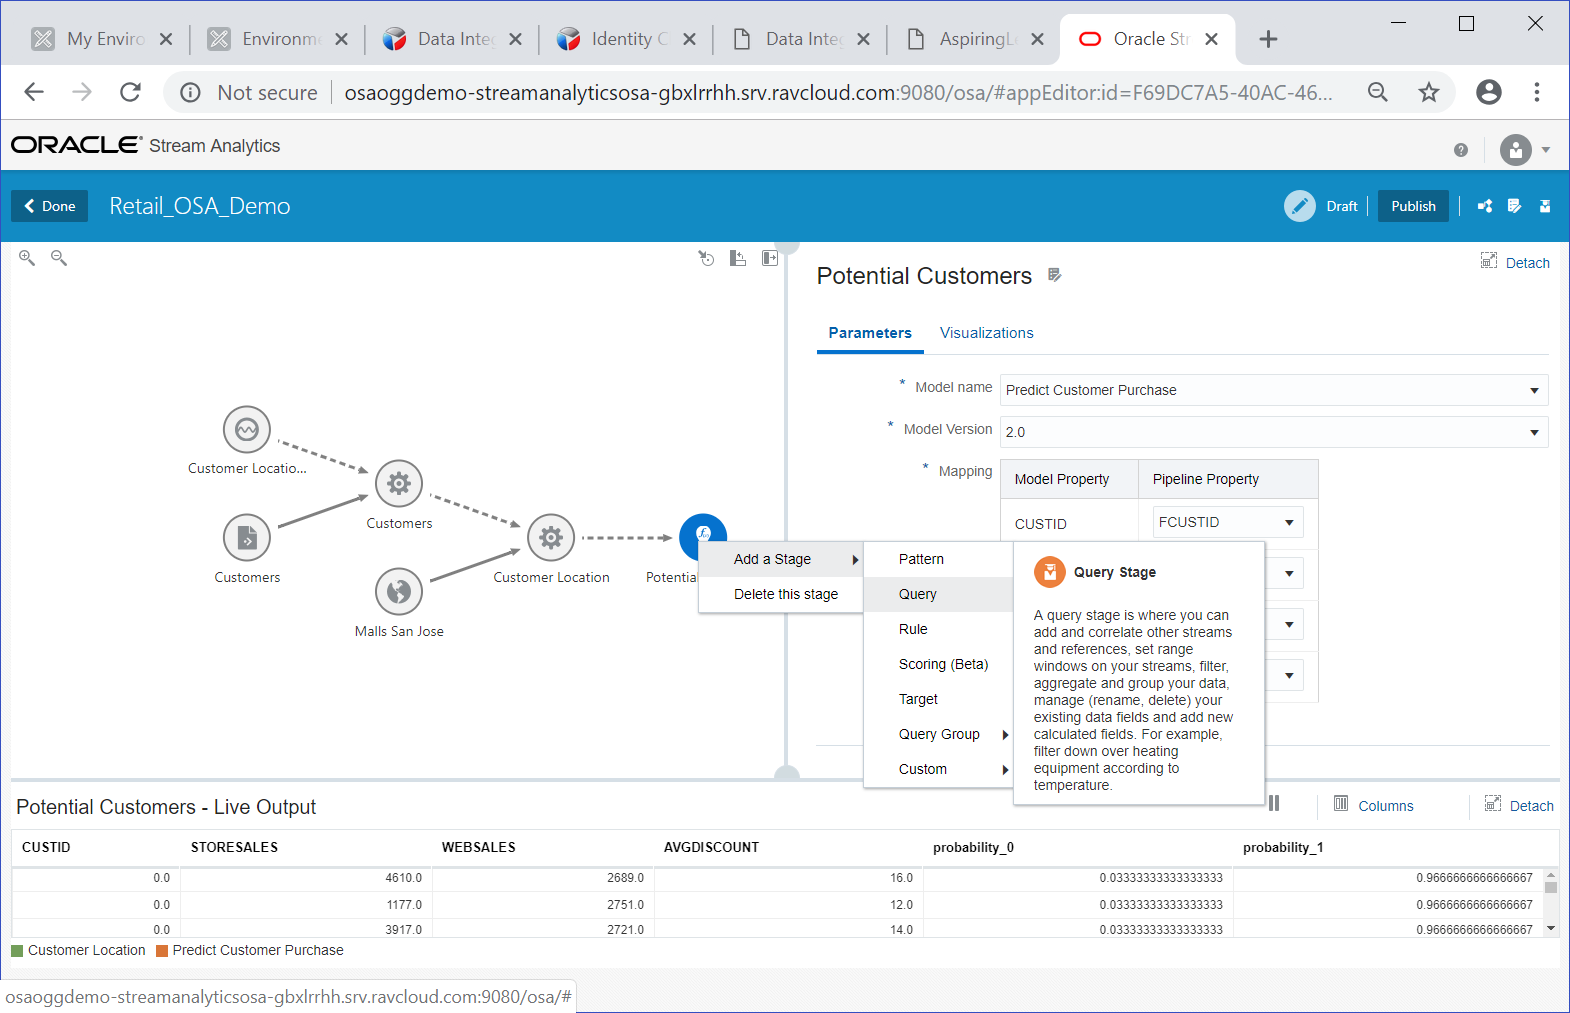 My Enviro
Environme
Data Integ
Identity C
Data Integ
AspiringLe
Oracle Str
Not secure
osaoggdemo-streamanalyticsosa-gbxlrrhh.srv.ravcloud.com:9080/osa/#appEditor:id=F69DC7A5-40AC-46...
ORACLE Stream Analytics
Done
Retail_OSA_Demo
Draft
Publish
Potential Customers
Detach
Parameters
Visualizations
* Model name
Predict Customer Purchase
* Model Version
2.0
* Mapping
Model Property
Pipeline Property
CUSTID
FCUSTID
Customer Locatio...
Customers
Customers
Customer Location
Potential
Malls San Jose
Add a Stage
Delete this stage
Pattern
Query
Rule
Scoring (Beta)
Target
Query Group
Custom
Query Stage
A query stage is where you can
add and correlate other streams
and references, set range
windows on your streams, filter,
aggregate and group your data,
manage (rename, delete) your
existing data fields and add new
calculated fields. For example,
filter down over heating
equipment according to
temperature.
Potential Customers - Live Output
Columns
Detach
CUSTID STORESALES WEBSALES AVGDISCOUNT probability_0 probability_1
0.0 4610.0 2689.0 16.0 0.03333333333333333 0.9666666666666667
0.0 1177.0 2751.0 12.0 0.03333333333333333 0.9666666666666667
0.0 3917.0 2721.0 14.0 0.03333333333333333 0.9666666666666667
Customer Location
Predict Customer Purchase
osaoggdemo-streamanalyticsosa-gbxlrrhh.srv.ravcloud.com:9080/osa/#